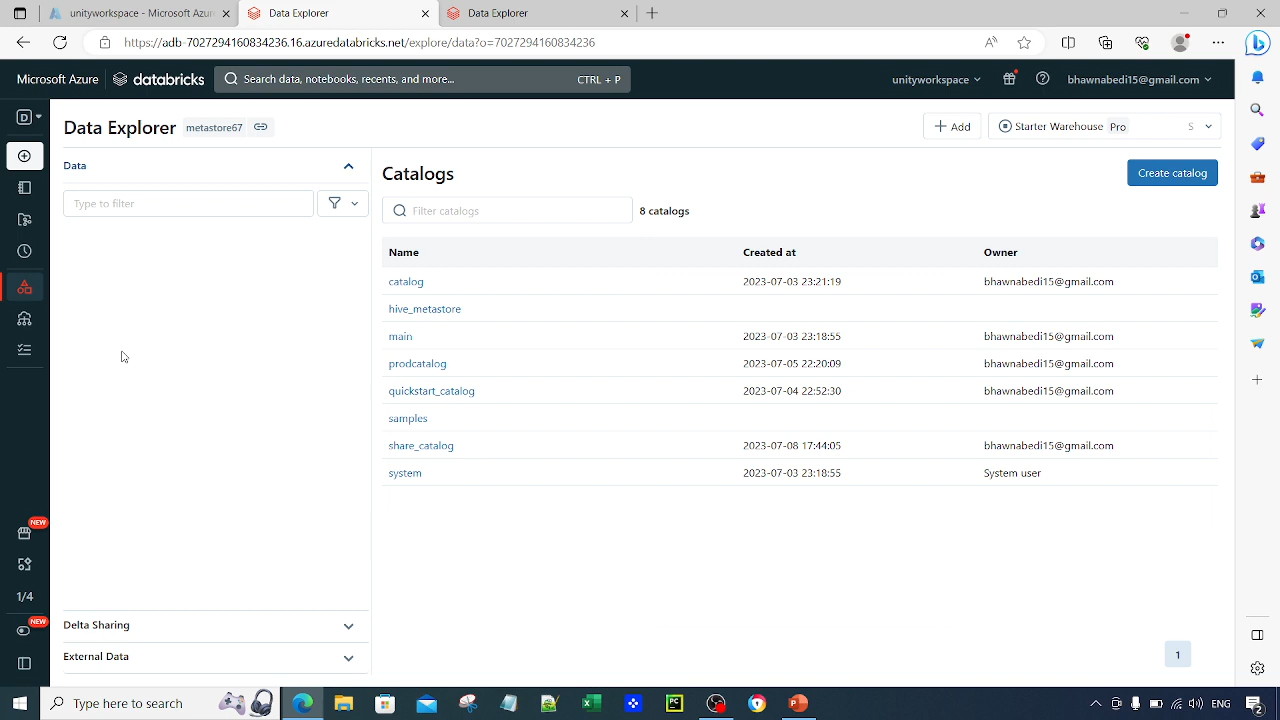 unityworkspace - Microsoft Azur
Data Explorer
Data Explorer
https://adb-7027294160834236.16.azuredatabricks.net/explore/data?o=7027294160834236
Microsoft Azure
databricks
Search data, notebooks, recents, and more...
CTRL + P
unityworkspace
bhawnabedi15@gmail.com
D
Data Explorer
metastore67
Add
Starter Warehouse
Pro
S
Data
Type to filter
Catalogs
Create catalog
Filter catalogs
8 catalogs
Name
Created at
Owner
catalog
2023-07-03 23:21:19
bhawnabedi15@gmail.com
hive_metastore
main
2023-07-03 23:18:55
bhawnabedi15@gmail.com
prodcatalog
2023-07-05 22:20:09
bhawnabedi15@gmail.com
quickstart_catalog
2023-07-04 22:52:30
bhawnabedi15@gmail.com
samples
share_catalog
2023-07-08 17:44:05
bhawnabedi15@gmail.com
system
2023-07-03 23:18:55
System user
NEW
1/4
NEW
Delta Sharing
External Data
1
Type here to search
PC
ENG
2